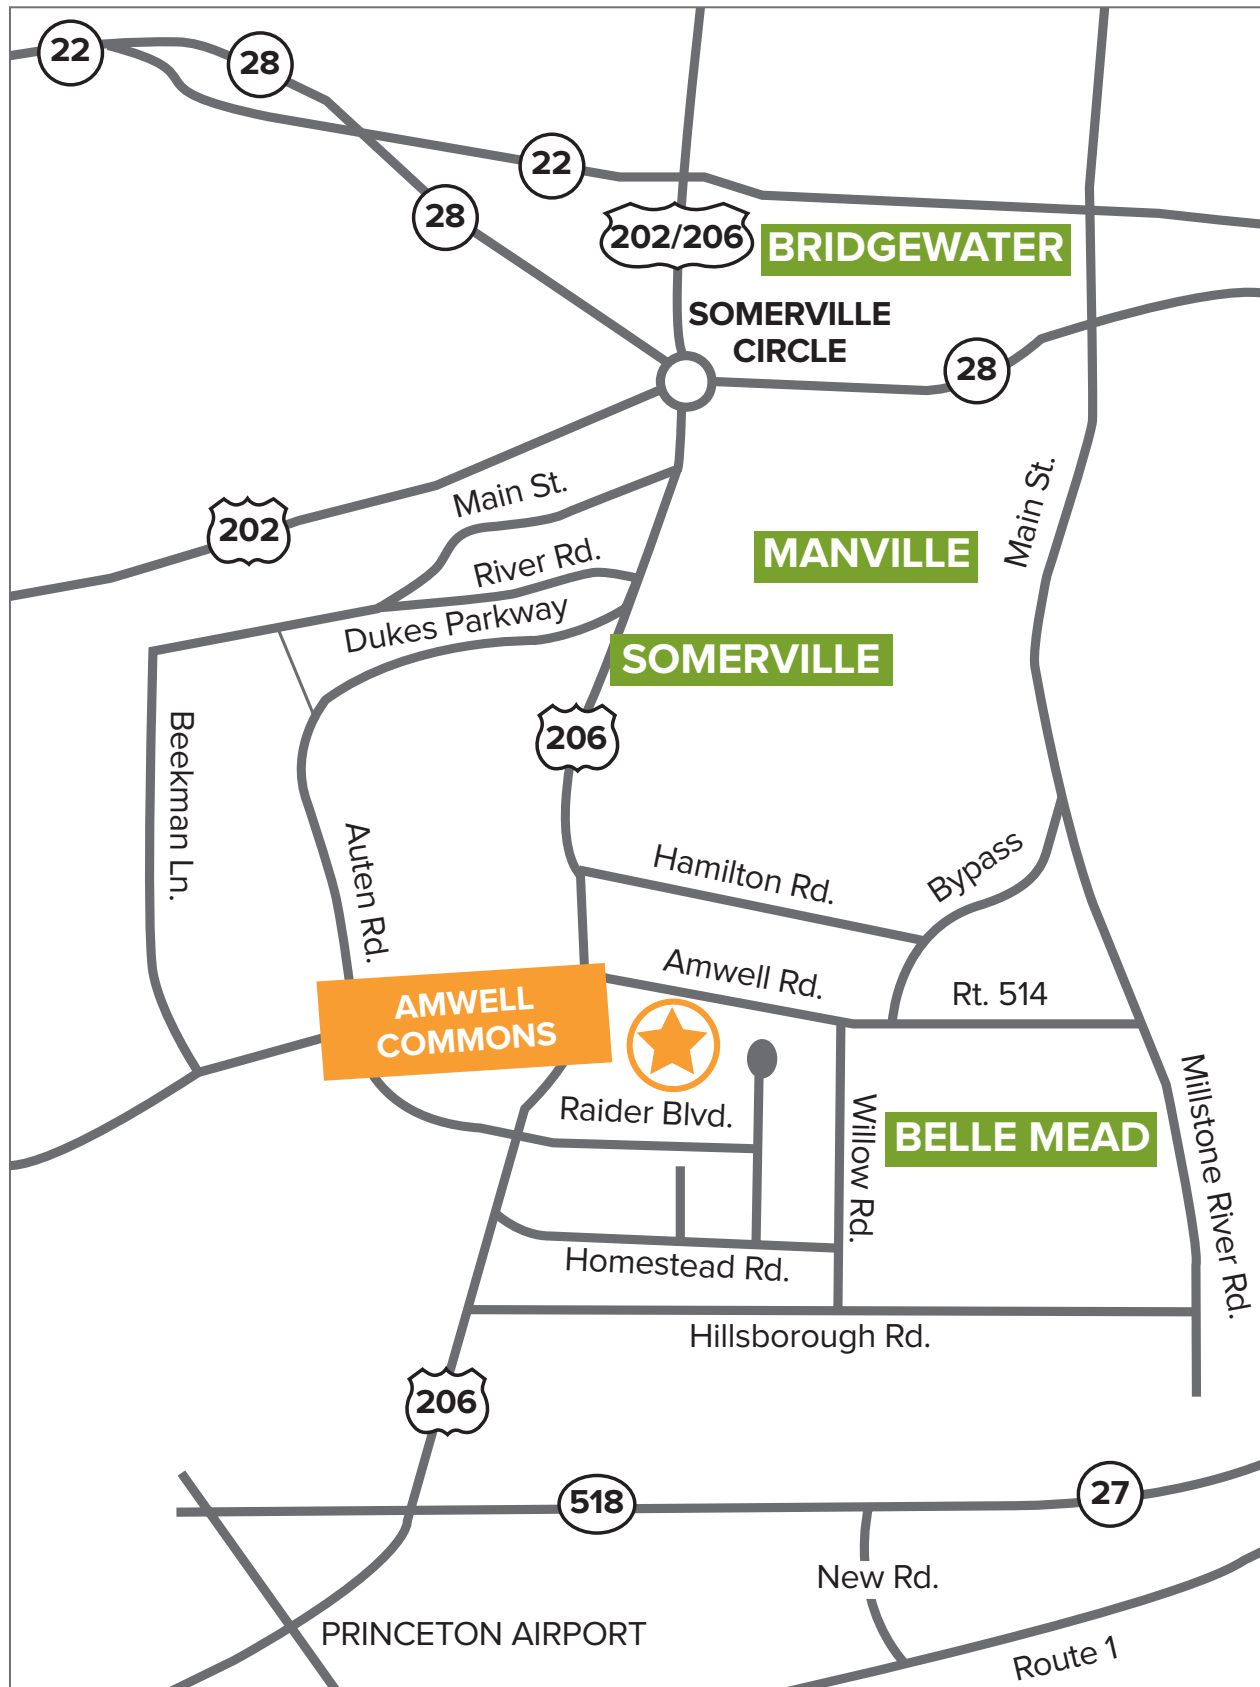 22
28
22
28
202/206
BRIDGEWATER
SOMERVILLE
CIRCLE
28
Main St.
202
Main St.
River Rd.
MANVILLE
Dukes Parkway
SOMERVILLE
206
Beekman Ln.
Auten Rd.
Hamilton Rd.
Bypass
Amwell Rd.
Rt. 514
AMWELL
COMMONS
Raider Blvd.
Willow Rd.
BELLE MEAD
Millstone River Rd.
Homestead Rd.
Hillsborough Rd.
206
518
27
New Rd.
PRINCETON AIRPORT
Route 1